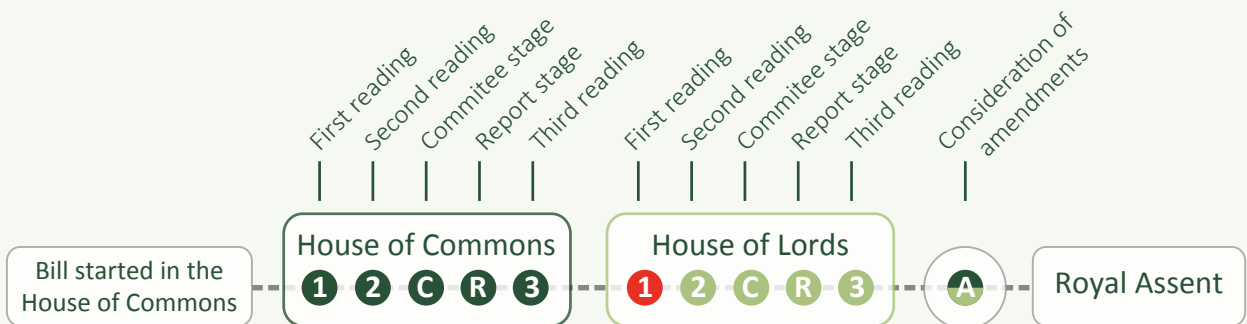 First reading
Second reading
Commitee stage
Report stage
Third reading
First reading
Second reading
Commitee stage
Report stage
Third reading
Consideration of
amendments
Bill started in the
House of Commons
House of Commons
1 2 C R 3
House of Lords
1 2 C R 3
A
Royal Assent